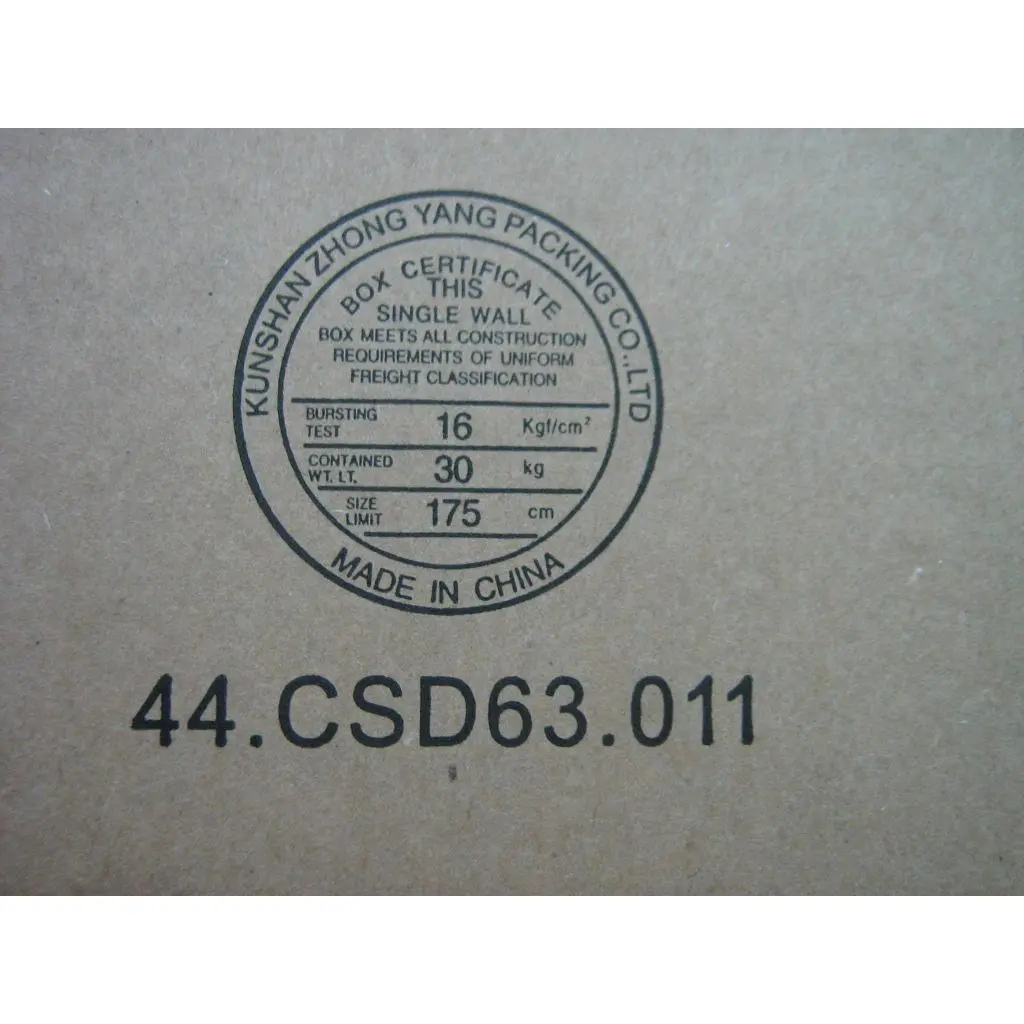 KUNSHAN ZHONG YANG PACKING CO.,LTD
BOX CERTIFICATE
THIS
SINGLE WALL
BOX MEETS ALL CONSTRUCTION
REQUIREMENTS OF UNIFORM
FREIGHT CLASSIFICATION
BURSTING TEST 16 Kgf/cm²
CONTAINED WT. LT. 30 kg
SIZE LIMIT 175 cm
MADE IN CHINA
44.CSD63.011